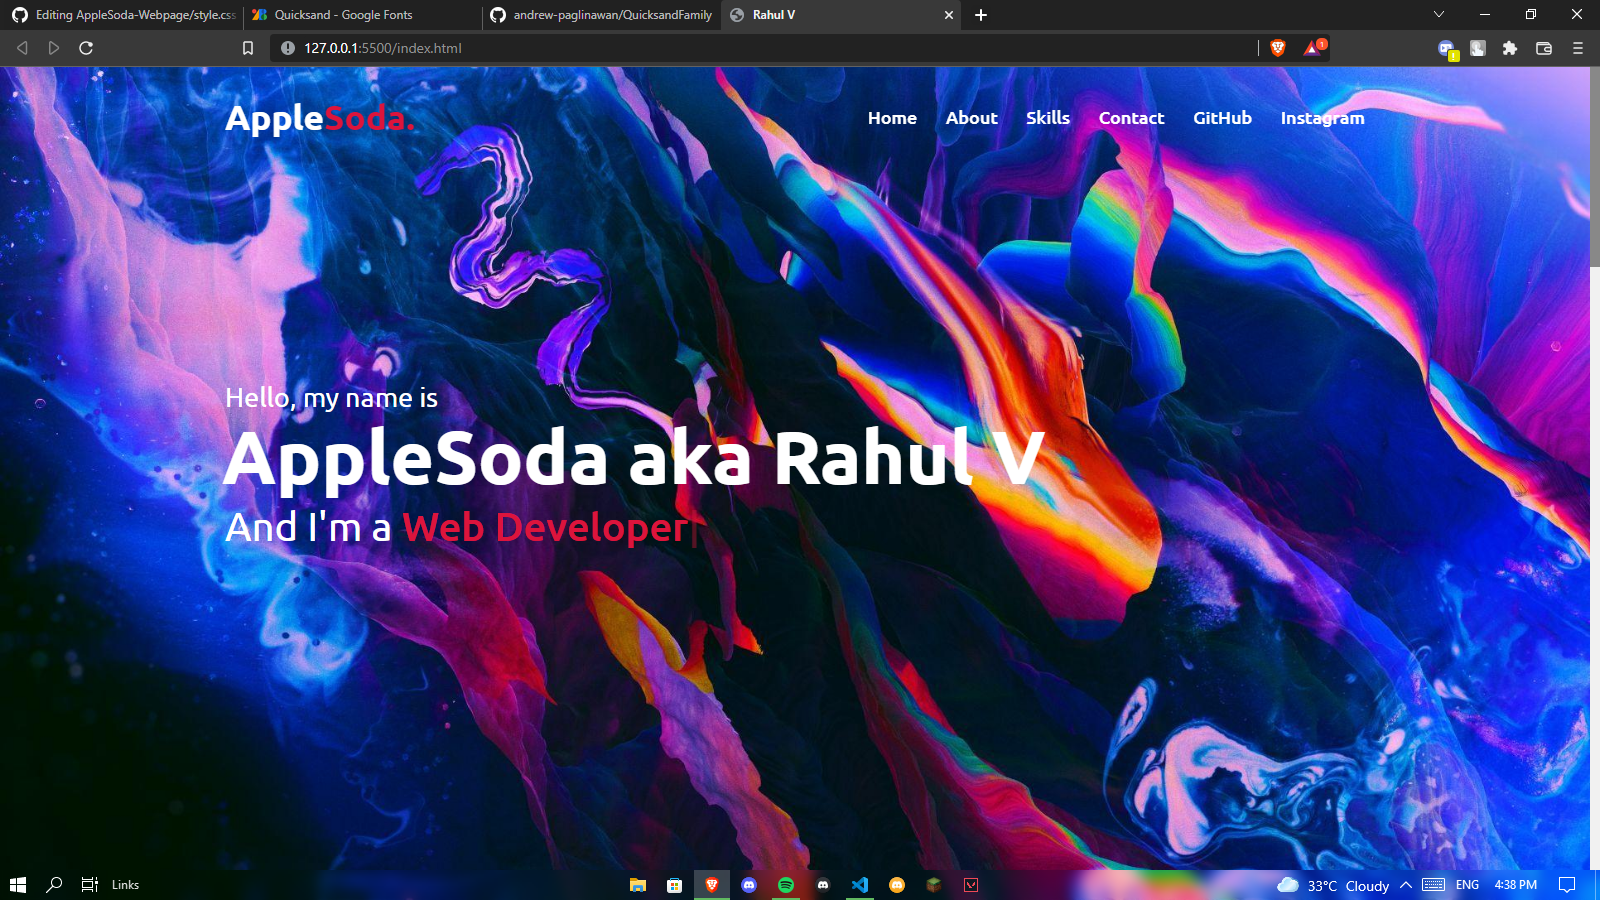 Editing AppleSoda-Webpage/style.css
Quicksand - Google Fonts
andrew-paglinawan/QuicksandFamily
Rahul V
127.0.0.1:5500/index.html
1
AppleSoda.
Home About Skills Contact GitHub Instagram
Hello, my name is
AppleSoda aka Rahul V
And I'm a Web Developer|
Links
33°C Cloudy
ENG
4:38 PM